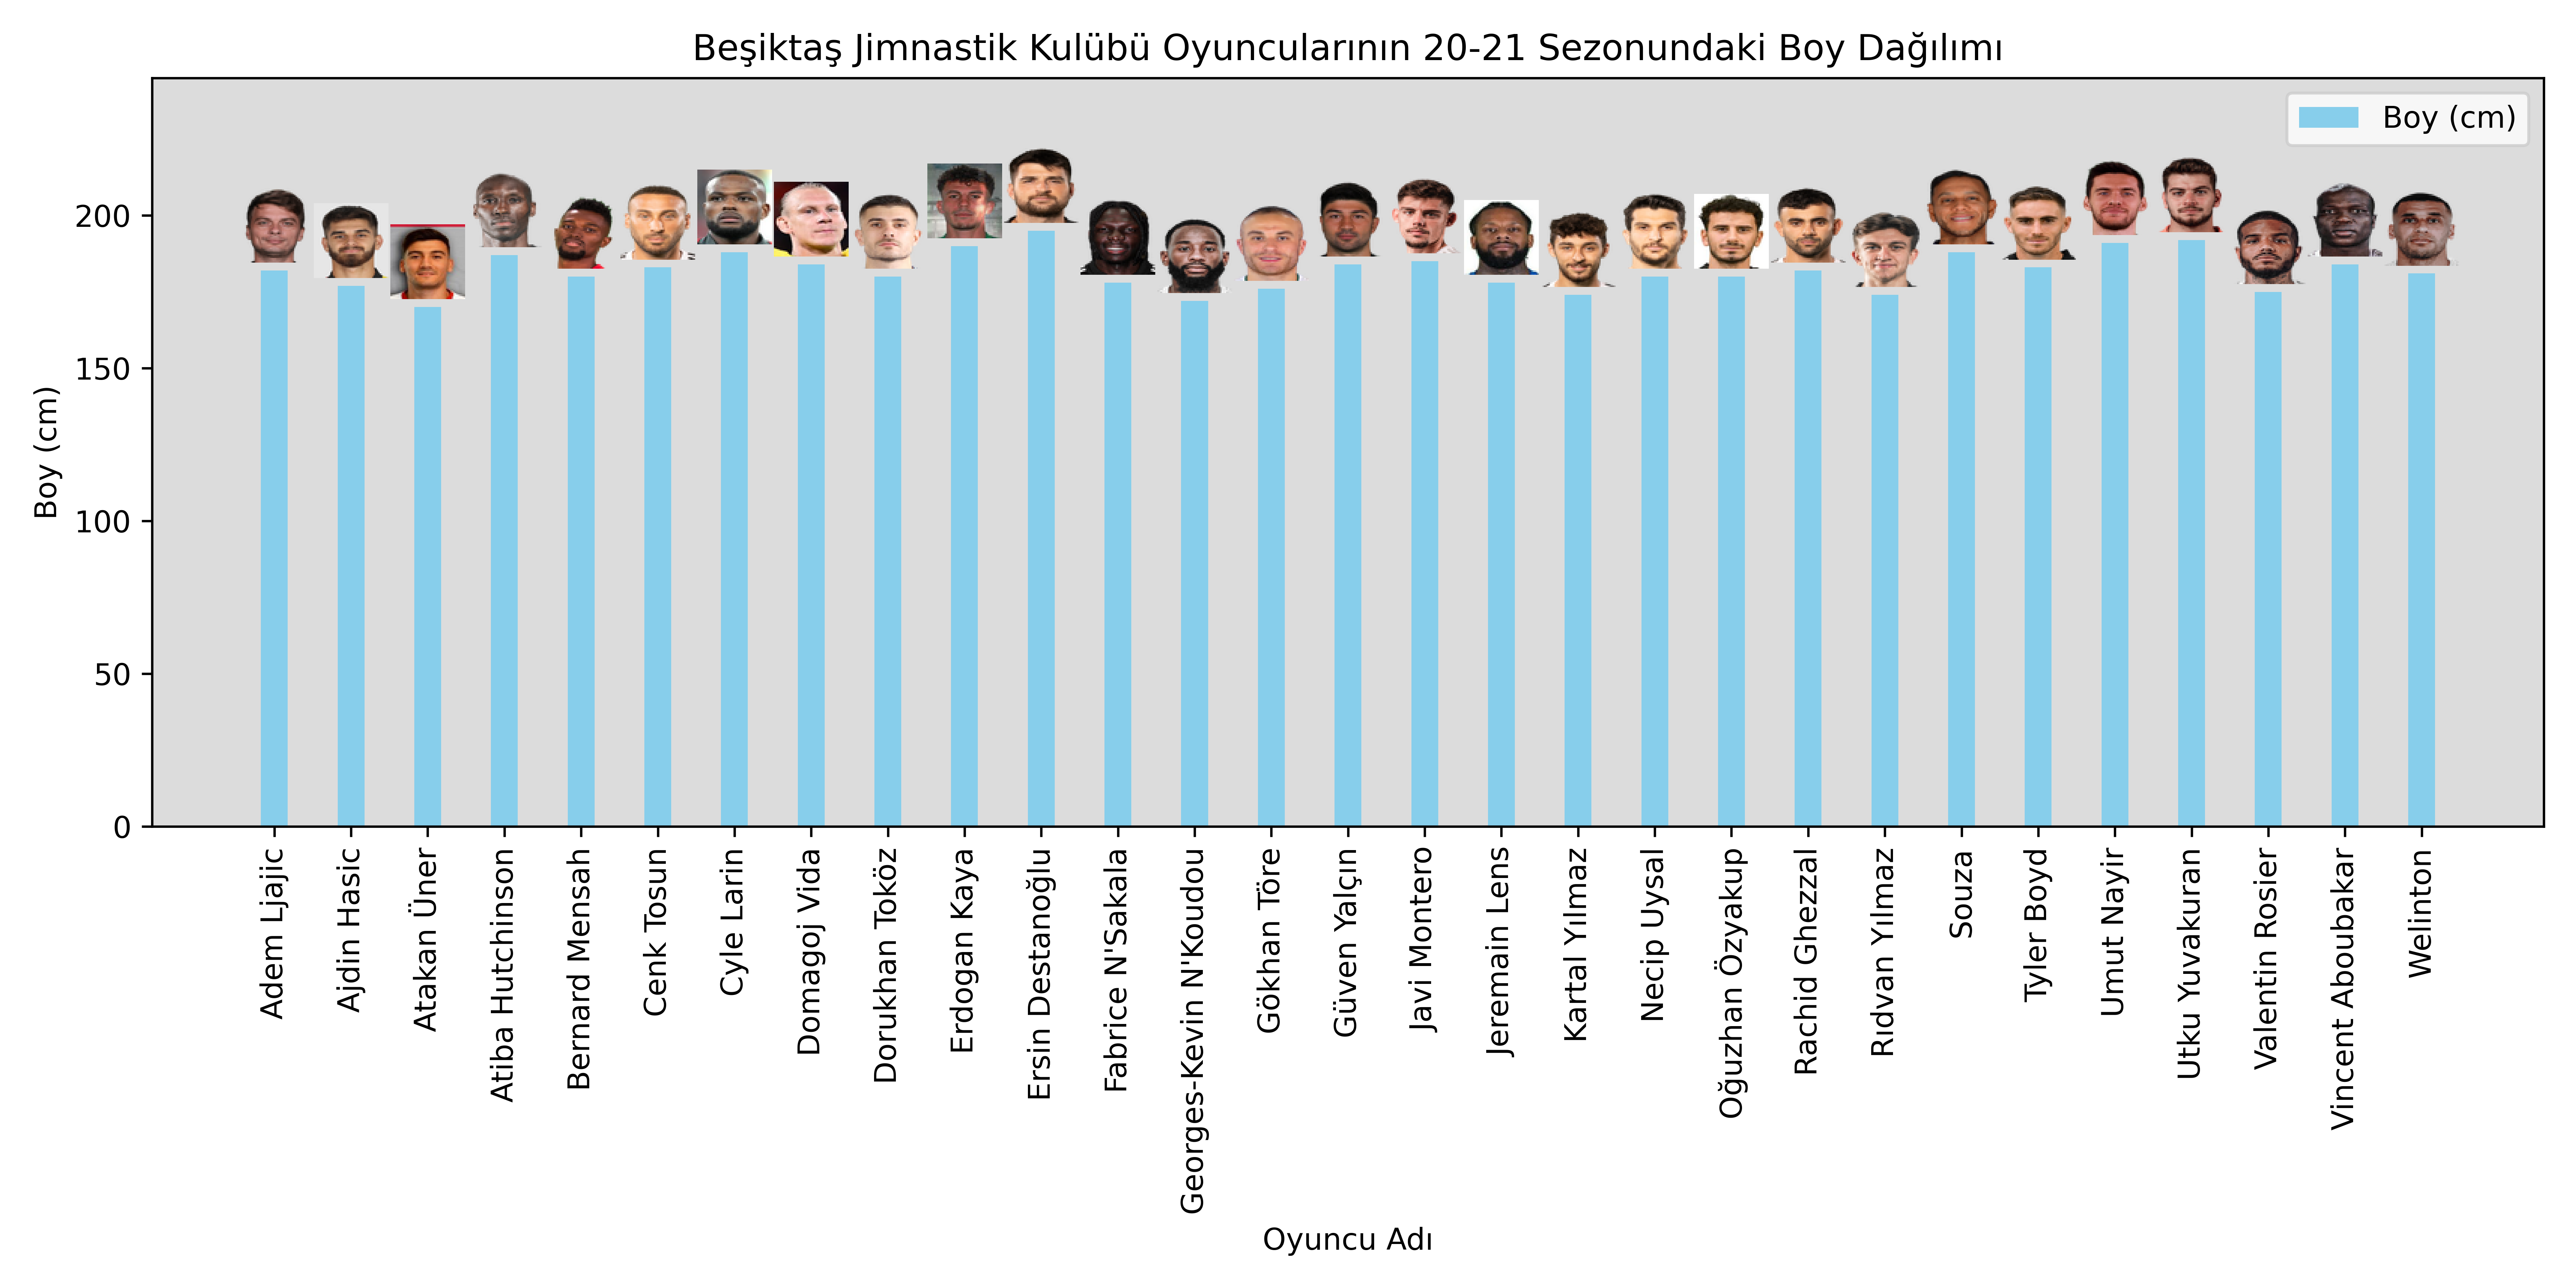 Beşiktaş Jimnastik Kulübü Oyuncularının 20-21 Sezonundaki Boy Dağılımı
Boy (cm)
Boy (cm)
200
150
100
50
0
Adem Ljajic
Ajdin Hasic
Atakan Üner
Atiba Hutchinson
Bernard Mensah
Cenk Tosun
Cyle Larin
Domagoj Vida
Dorukhan Toköz
Erdogan Kaya
Ersin Destanoğlu
Fabrice N'Sakala
Georges-Kevin N'Koudou
Gökhan Töre
Güven Yalçın
Javi Montero
Jeremain Lens
Kartal Yılmaz
Necip Uysal
Oğuzhan Özyakup
Rachid Ghezzal
Rıdvan Yılmaz
Souza
Tyler Boyd
Umut Nayir
Utku Yuvakuran
Valentin Rosier
Vincent Aboubakar
Welinton
Oyuncu Adı